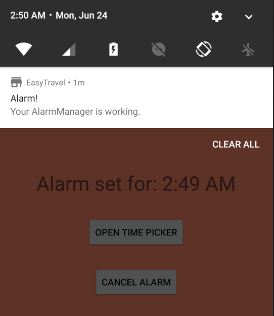 2:50 AM • Mon, Jun 24
EasyTravel • 1m
Alarm!
Your AlarmManager is working.
CLEAR ALL
Alarm set for: 2:49 AM
OPEN TIME PICKER
CANCEL ALARM